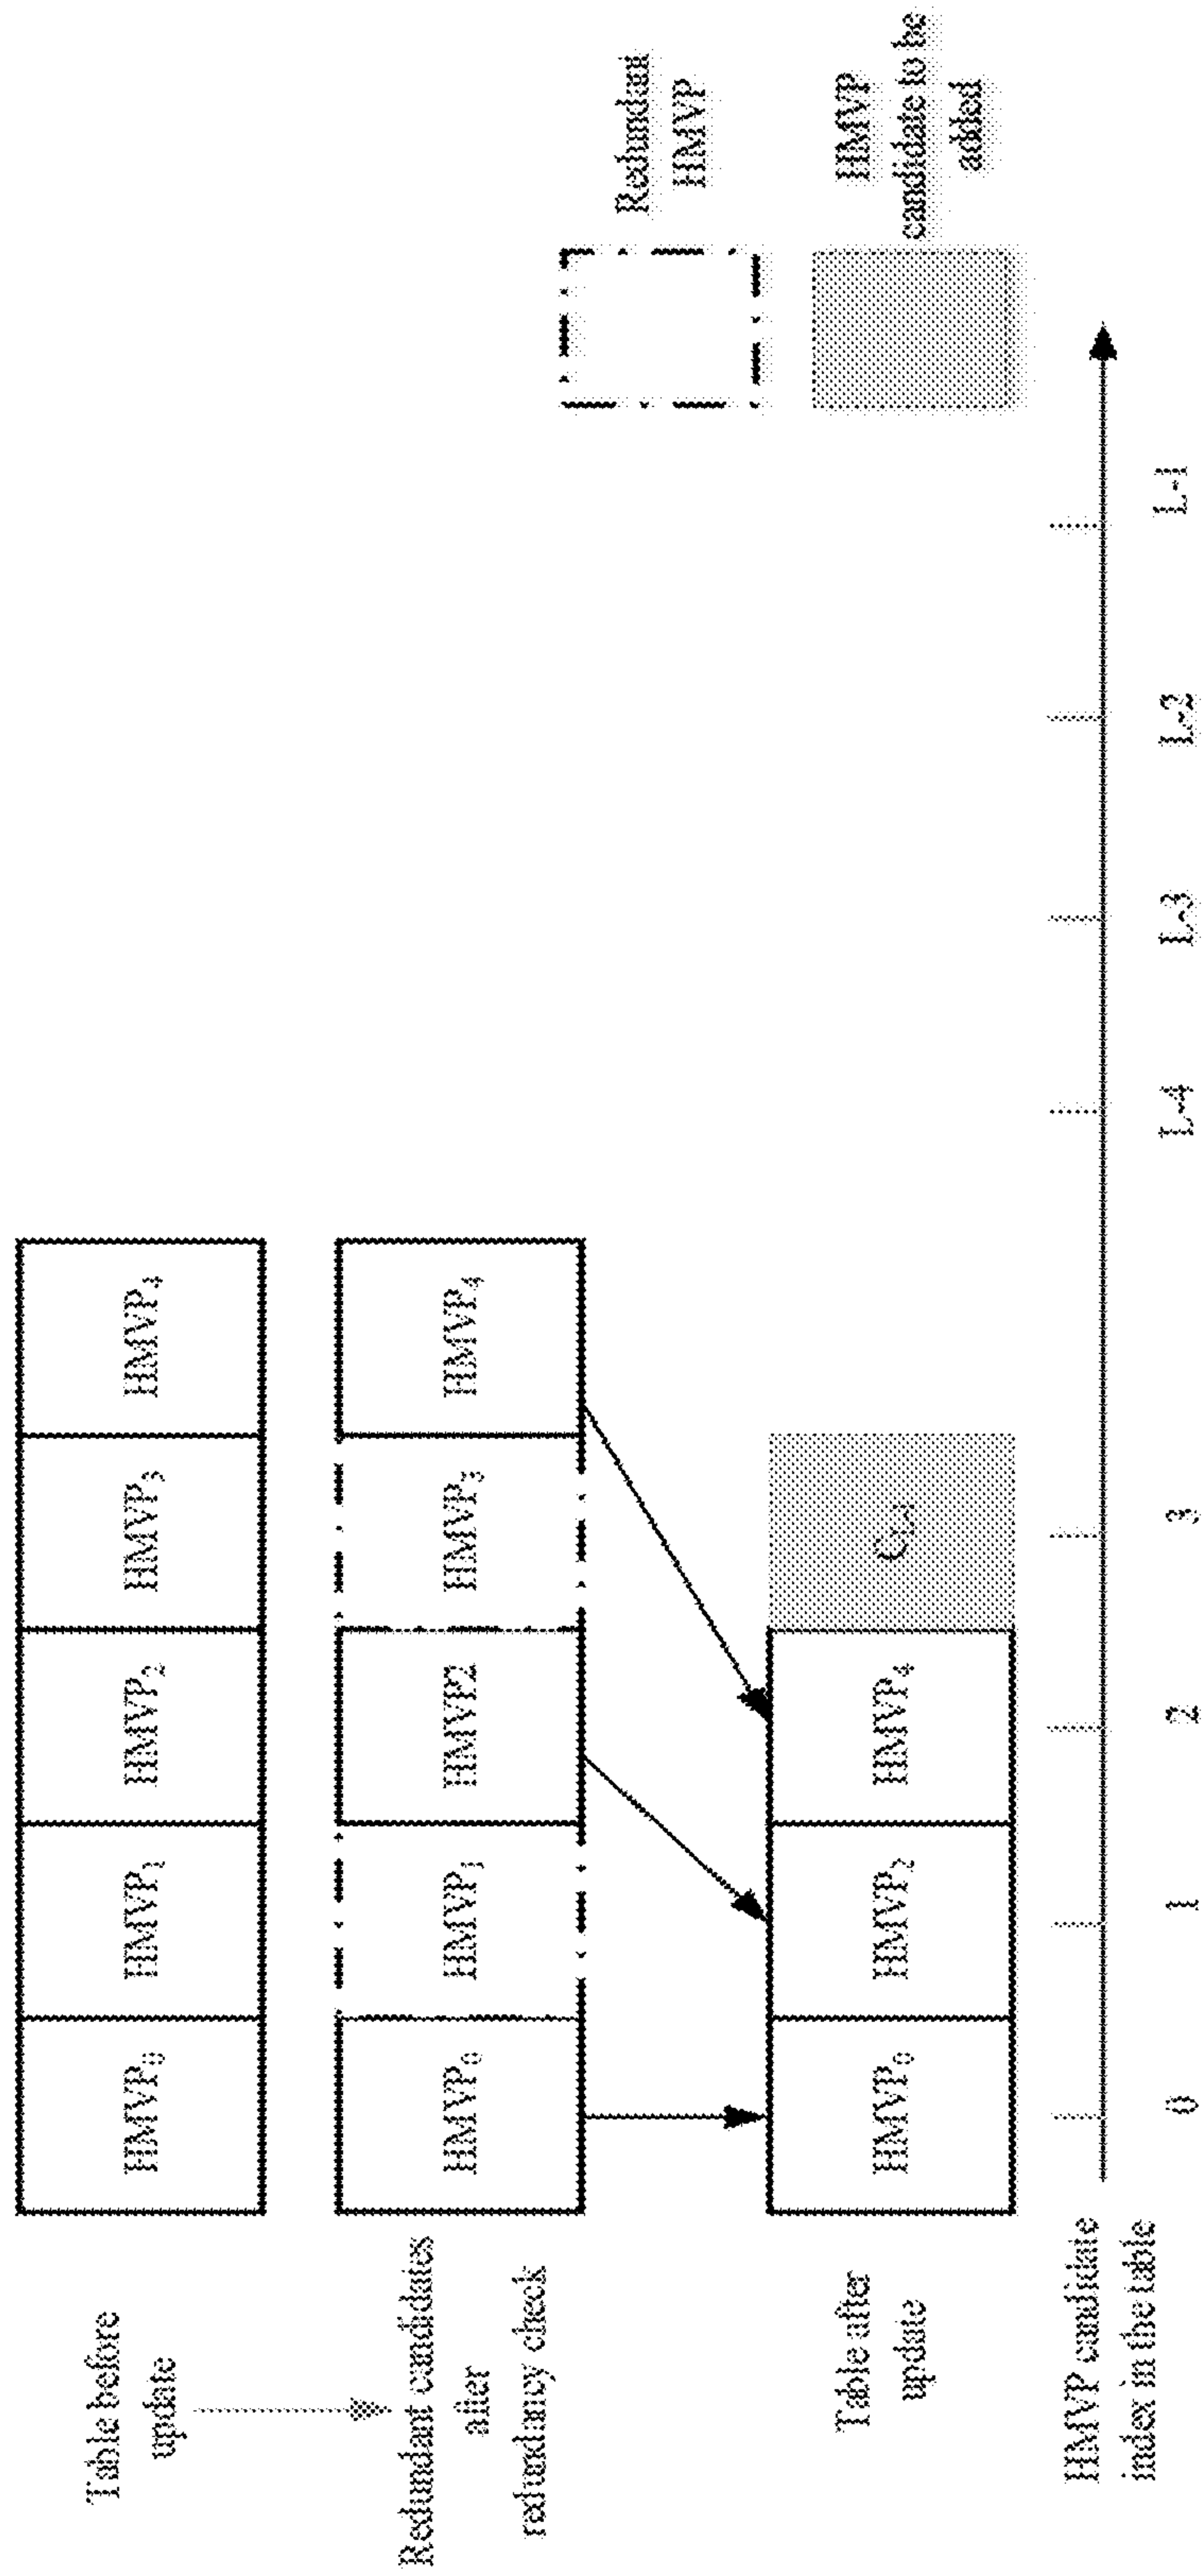 Table before
update
HMVP₀
HMVP₁
HMVP₂
HMVP₃
HMVP₄
Redundant candidates
after
redundancy check
HMVP₀
HMVP₁
HMVP2
HMVP₃
HMVP₄
Redundant
HMVP
HMVP
candidate to be
added
Table after
update
HMVP₀
HMVP₂
HMVP₄
HMVP candidate
index in the table
0
1
2
3
L-4
L-3
L-2
L-1